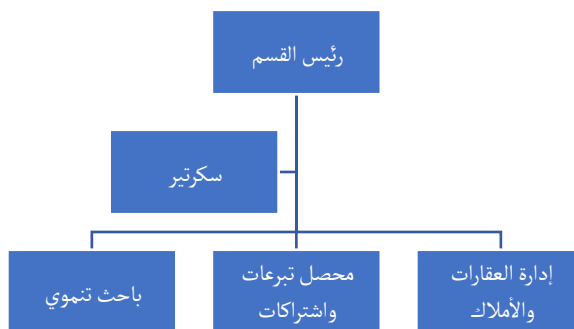 رئيس القسم
سكرتير
إدارة العقارات
والأملاك
محصل تبرعات
واشتراكات
باحث تنموي